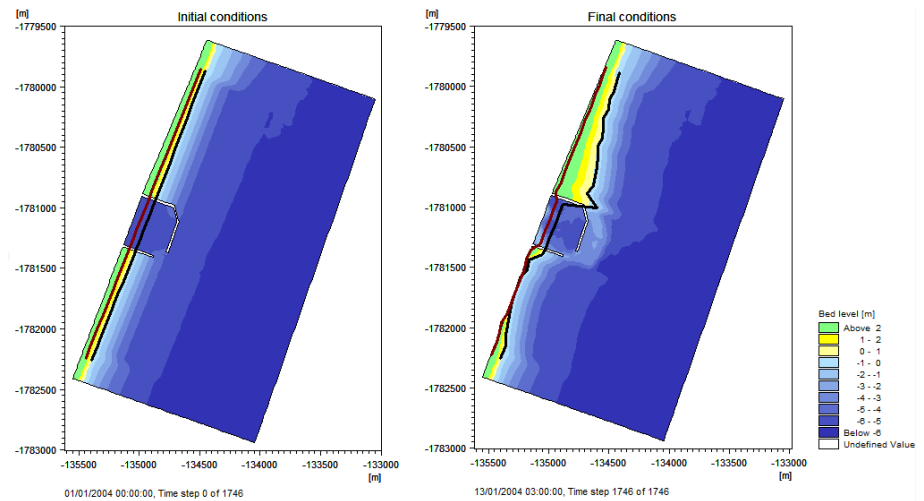 Initial conditions
[m]
-1779500
-1780000
-1780500
-1781000
-1781500
-1782000
-1782500
-1783000
-135500 -135000 -134500 -134000 -133500 -133000
[m]
01/01/2004 00:00:00, Time step 0 of 1746
Final conditions
[m]
-1779500
-1780000
-1780500
-1781000
-1781500
-1782000
-1782500
-1783000
-135500 -135000 -134500 -134000 -133500 -133000
[m]
13/01/2004 03:00:00, Time step 1746 of 1746
Bed level [m]
Above 2
1 - 2
0 - 1
-1 - 0
-2 - -1
-3 - -2
-4 - -3
-5 - -4
-6 - -5
Below -6
Undefined Value